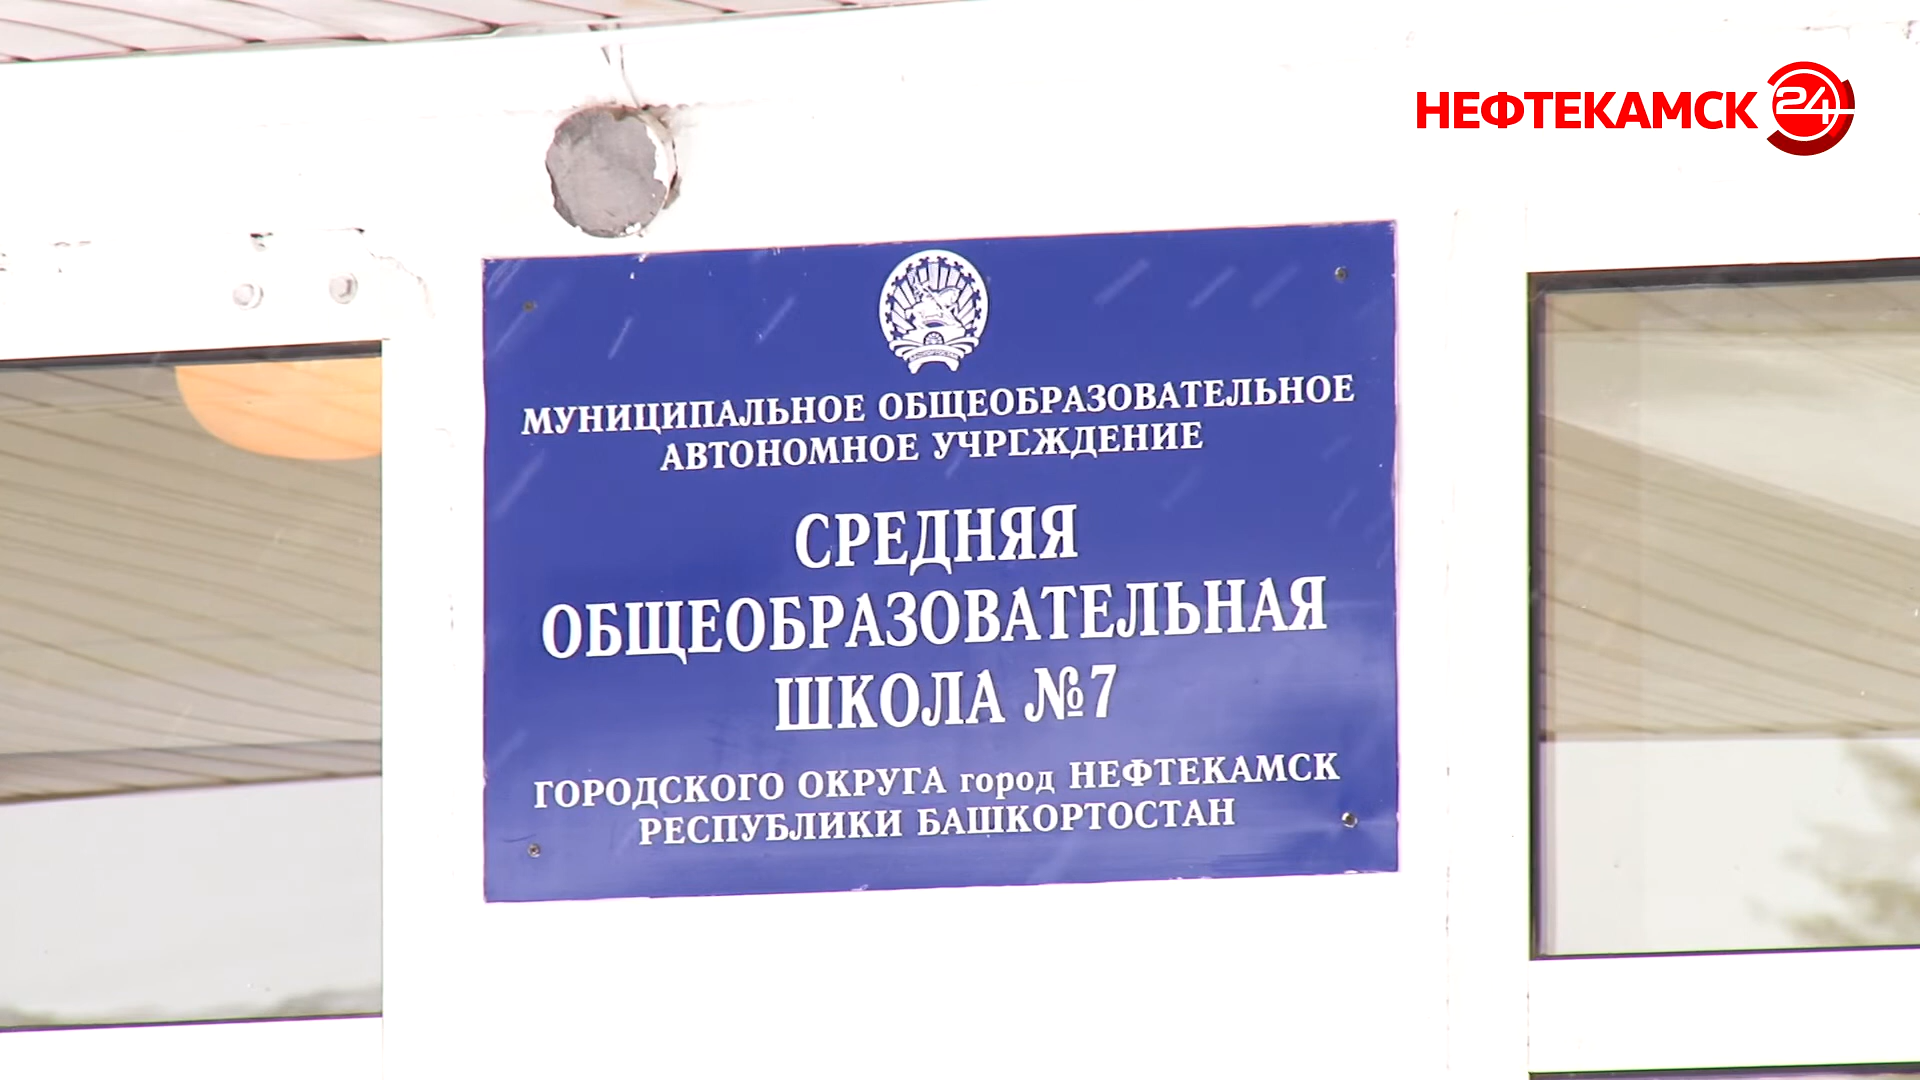 НЕФТЕКАМСК 24
МУНИЦИПАЛЬНОЕ ОБЩЕОБРАЗОВАТЕЛЬНОЕ
АВТОНОМНОЕ УЧРЕЖДЕНИЕ
СРЕДНЯЯ
ОБЩЕОБРАЗОВАТЕЛЬНАЯ
ШКОЛА №7
ГОРОДСКОГО ОКРУГА город НЕФТЕКАМСК
РЕСПУБЛИКИ БАШКОРТОСТАН